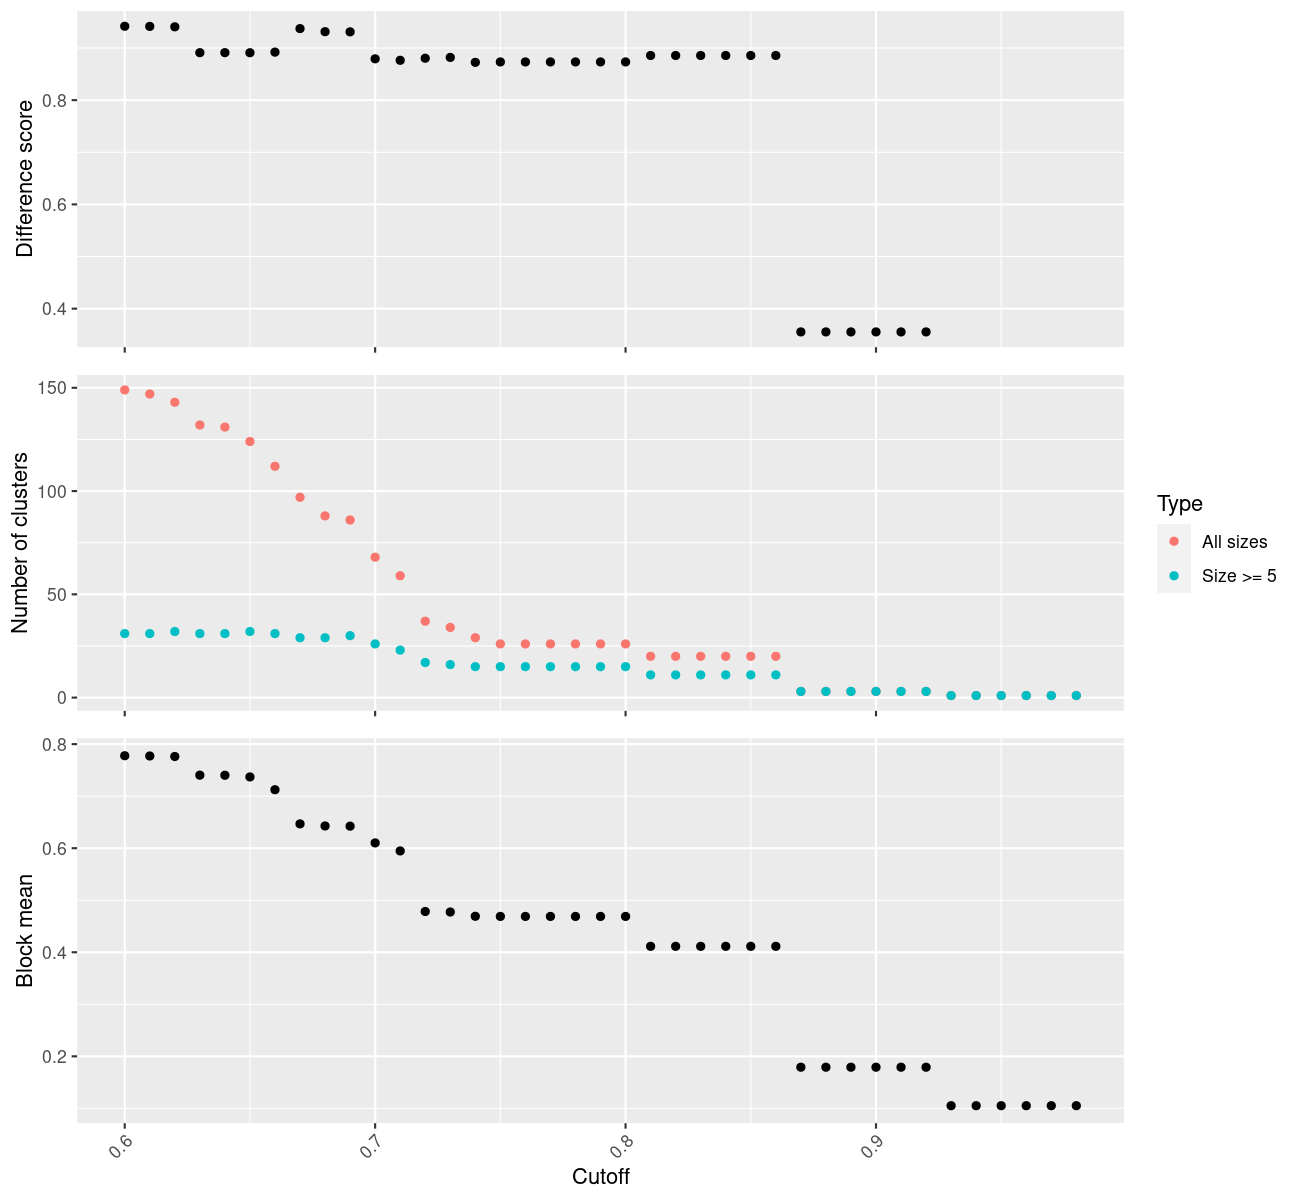 Difference score
0.8
0.6
0.4
Number of clusters
150
100
50
0
Type
All sizes
Size >= 5
Block mean
0.8
0.6
0.4
0.2
0.6
0.7
0.8
0.9
Cutoff